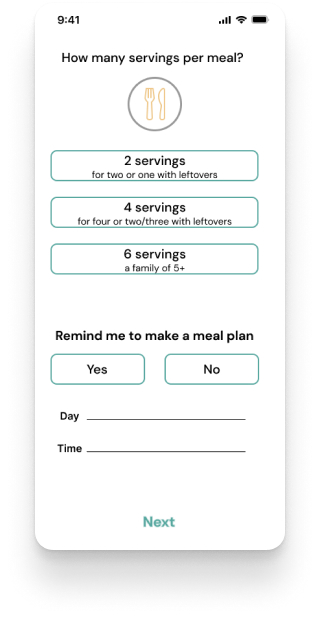 9:41
How many servings per meal?
2 servings
for two or one with leftovers
4 servings
for four or two/three with leftovers
6 servings
a family of 5+
Remind me to make a meal plan
Yes No
Day
Time
Next